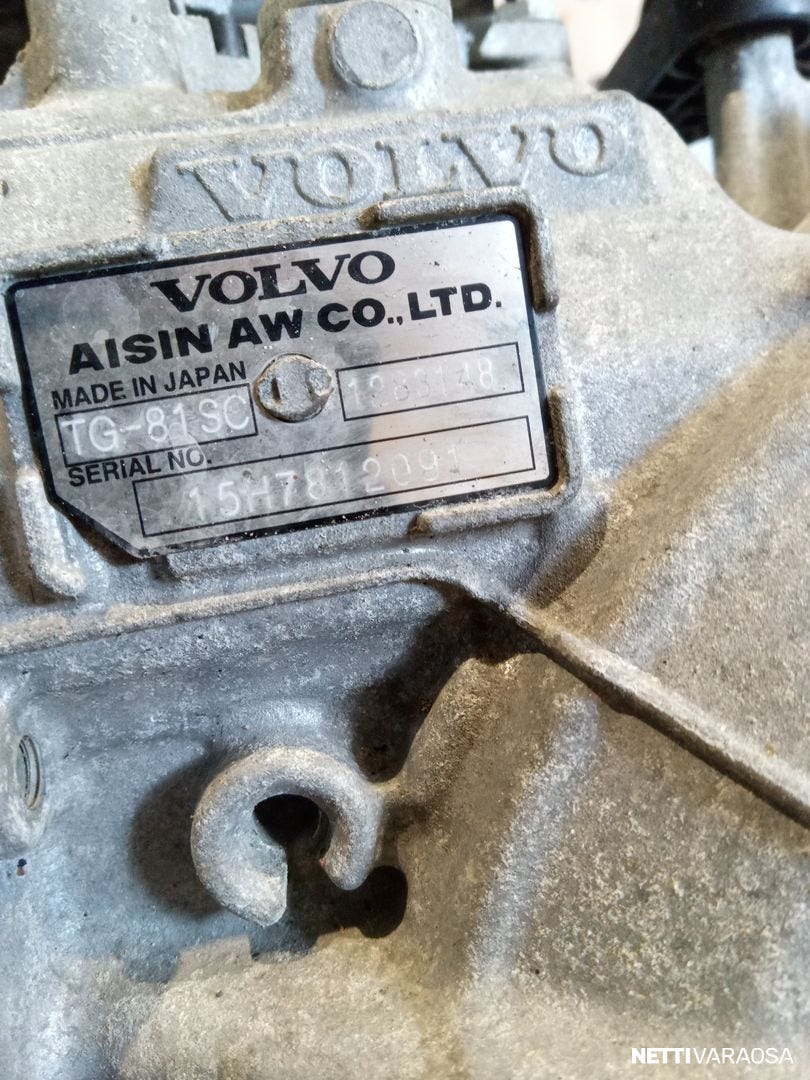 VOLVO
VOLVO
AISIN AW CO.,LTD.
MADE IN JAPAN
TG-81SC 1283148
SERIAL NO.
15H7812091
NETTIVARAOSA